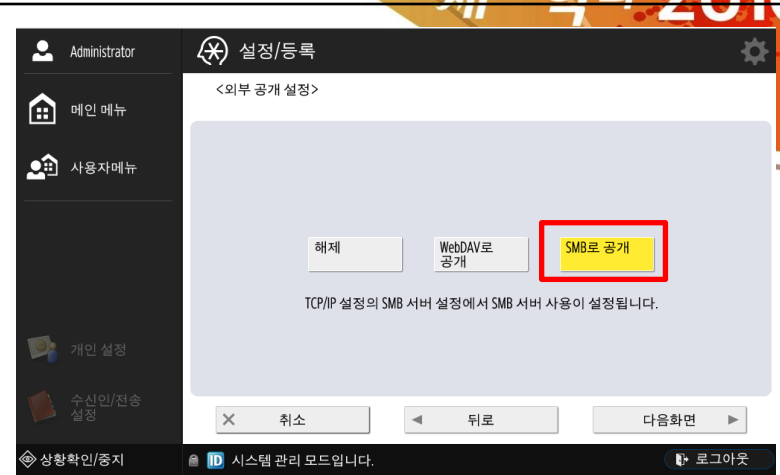 Administrator
설정/등록
메인 메뉴
사용자메뉴
개인 설정
수신인/전송
설정
<외부 공개 설정>
해제
WebDAV로
공개
SMB로 공개
TCP/IP 설정의 SMB 서버 설정에서 SMB 서버 사용이 설정됩니다.
취소
뒤로
다음화면
상황확인/중지
ID 시스템 관리 모드입니다.
로그아웃